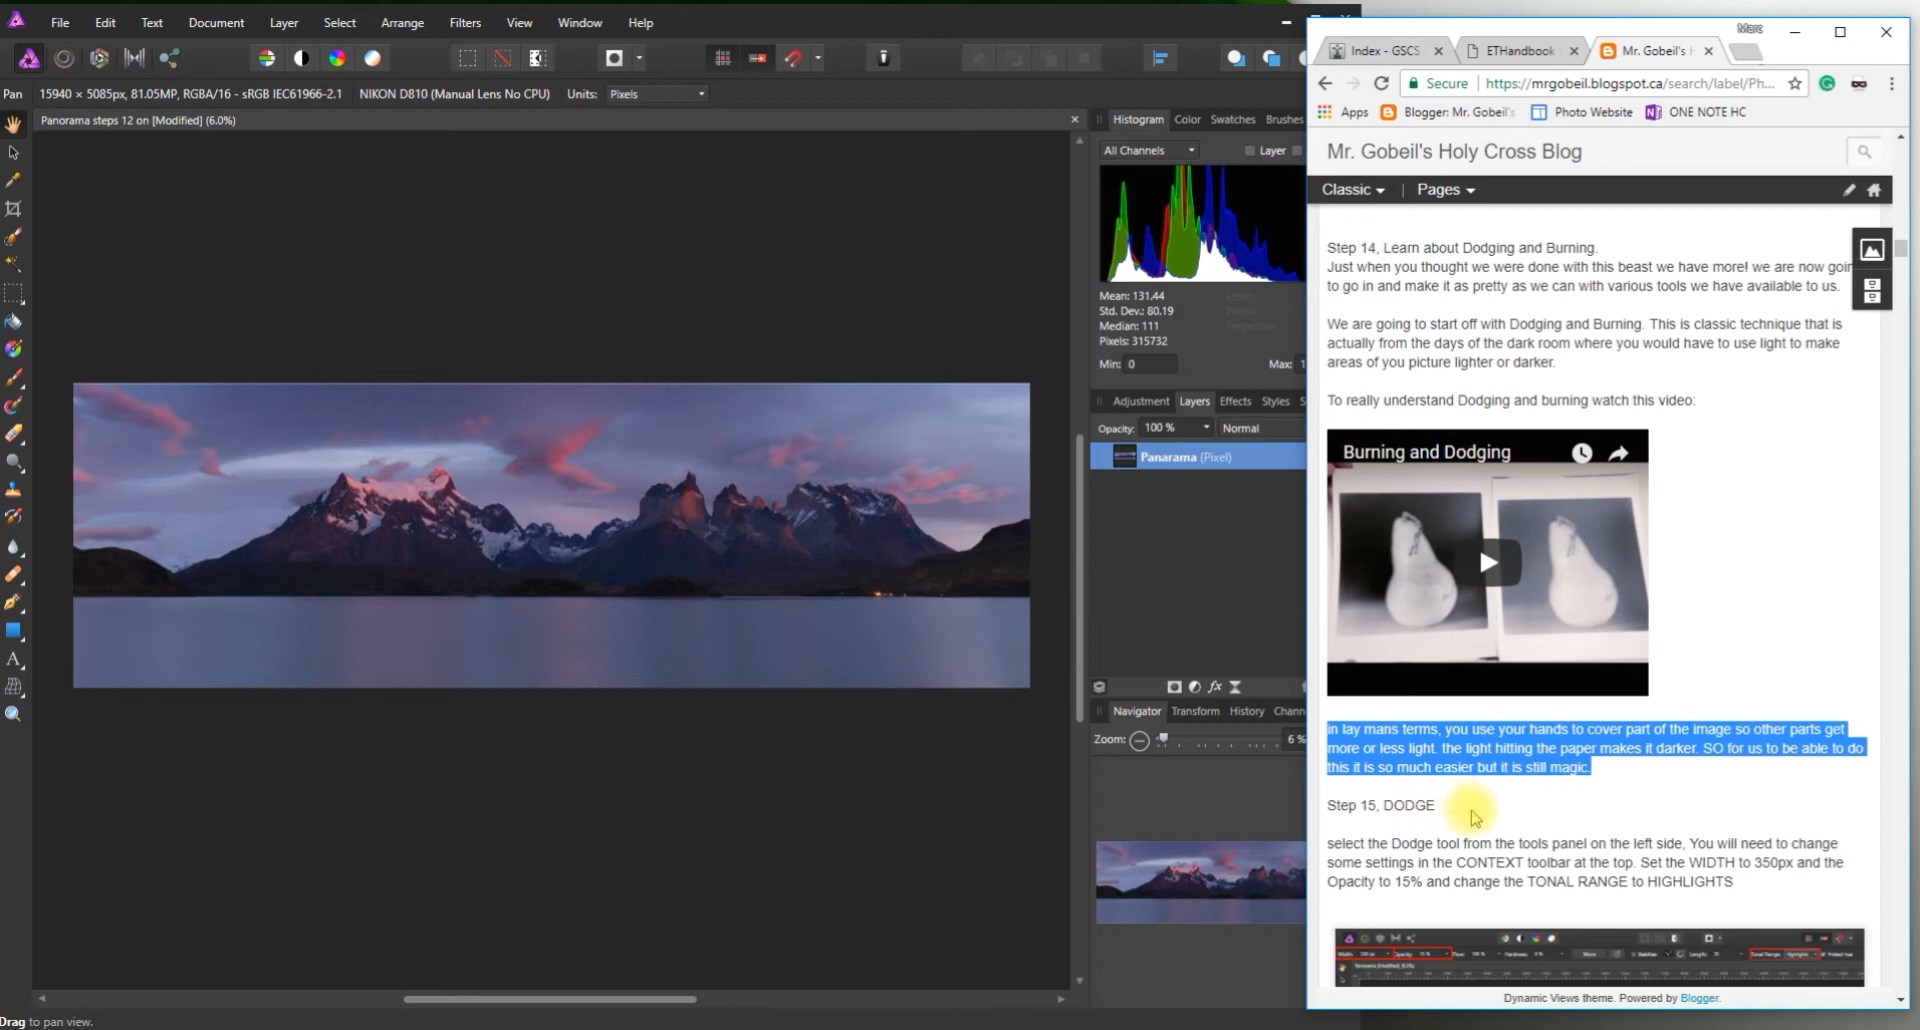 File Edit Text Document Layer Select Arrange Filters View Window Help
Pan 15940 × 5085px, 81.05MP, RGBA/16 - sRGB IEC61966-2.1 NIKON D810 (Manual Lens No CPU) Units: Pixels
Panorama steps 12 on [Modified] (6.0%)
Histogram Color Swatches Brushes
All Channels Layer
Mean: 131.44
Std. Dev.: 80.19
Median: 111
Pixels: 315732
Min: 0 Max: 1
Adjustment Layers Effects Styles S
Opacity: 100 % Normal
Panarama (Pixel)
Navigator Transform History Chann
Zoom: 6 %
Drag to pan view.
Marc
Index - GSCS ETHandbook Mr. Gobeil's H
Secure https://mrgobeil.blogspot.ca/search/label/Ph...
Apps Blogger: Mr. Gobeil's Photo Website ONE NOTE HC
Mr. Gobeil's Holy Cross Blog
Classic Pages
Step 14, Learn about Dodging and Burning.
Just when you thought we were done with this beast we have more! we are now goin
to go in and make it as pretty as we can with various tools we have available to us.
We are going to start off with Dodging and Burning. This is classic technique that is
actually from the days of the dark room where you would have to use light to make
areas of you picture lighter or darker.
To really understand Dodging and burning watch this video:
Burning and Dodging
in lay mans terms, you use your hands to cover part of the image so other parts get
more or less light. the light hitting the paper makes it darker. SO for us to be able to do
this it is so much easier but it is still magic.
Step 15, DODGE
select the Dodge tool from the tools panel on the left side, You will need to change
some settings in the CONTEXT toolbar at the top. Set the WIDTH to 350px and the
Opacity to 15% and change the TONAL RANGE to HIGHLIGHTS
Dynamic Views theme. Powered by Blogger.